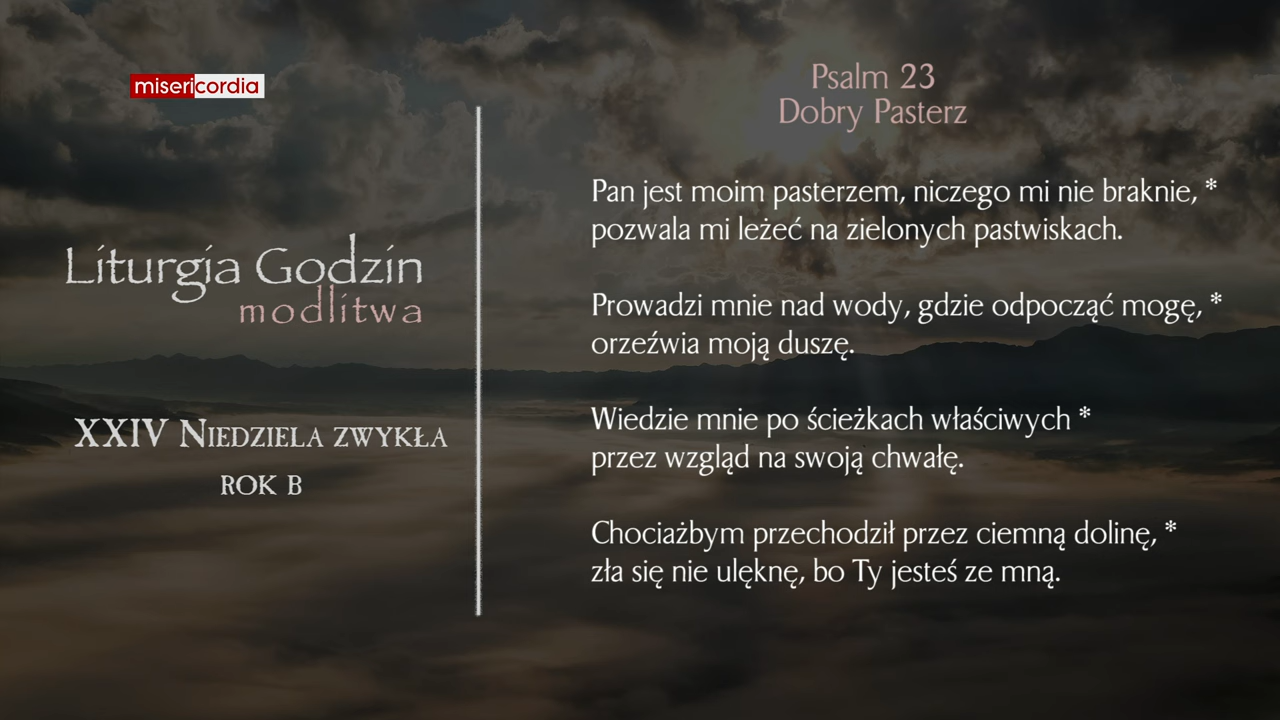 misericordia
Liturgia Godzin
modlitwa
XXIV Niedziela zwykła
rok B
Psalm 23
Dobry Pasterz
Pan jest moim pasterzem, niczego mi nie braknie, *
pozwala mi leżeć na zielonych pastwiskach.
Prowadzi mnie nad wody, gdzie odpocząć mogę, *
orzeźwia moją duszę.
Wiedzie mnie po ścieżkach właściwych *
przez wzgląd na swoją chwałę.
Chociażbym przechodził przez ciemną dolinę, *
zła się nie ulęknę, bo Ty jesteś ze mną.